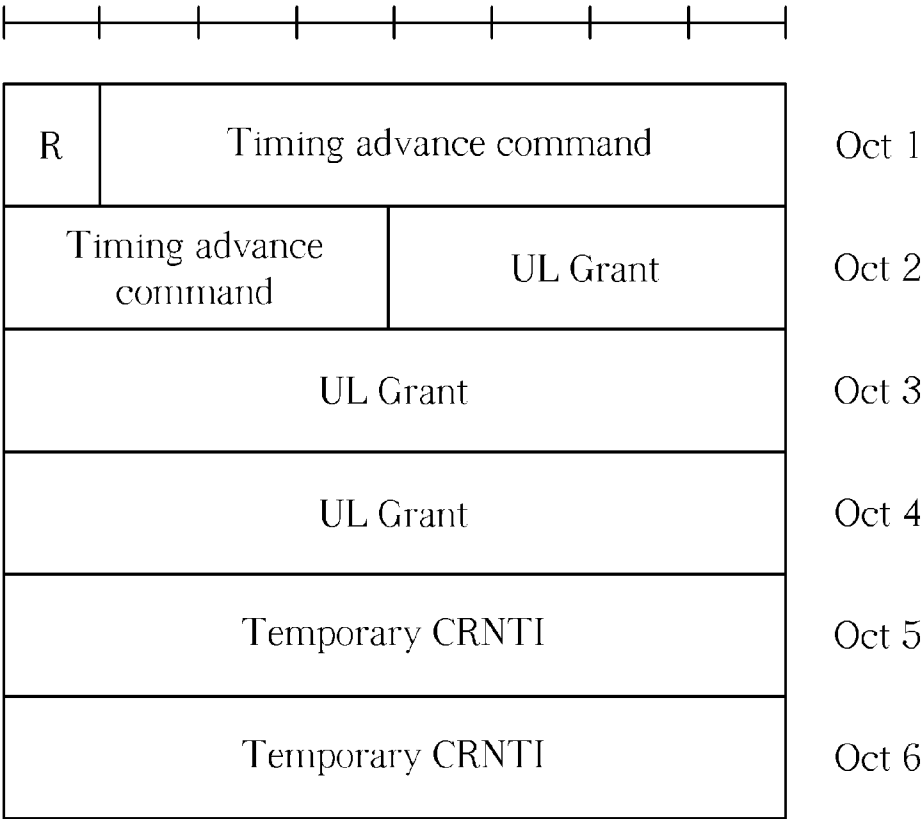 R Timing advance command Oct 1
Timing advance
command
UL Grant Oct 2
UL Grant Oct 3
UL Grant Oct 4
Temporary CRNTI Oct 5
Temporary CRNTI Oct 6